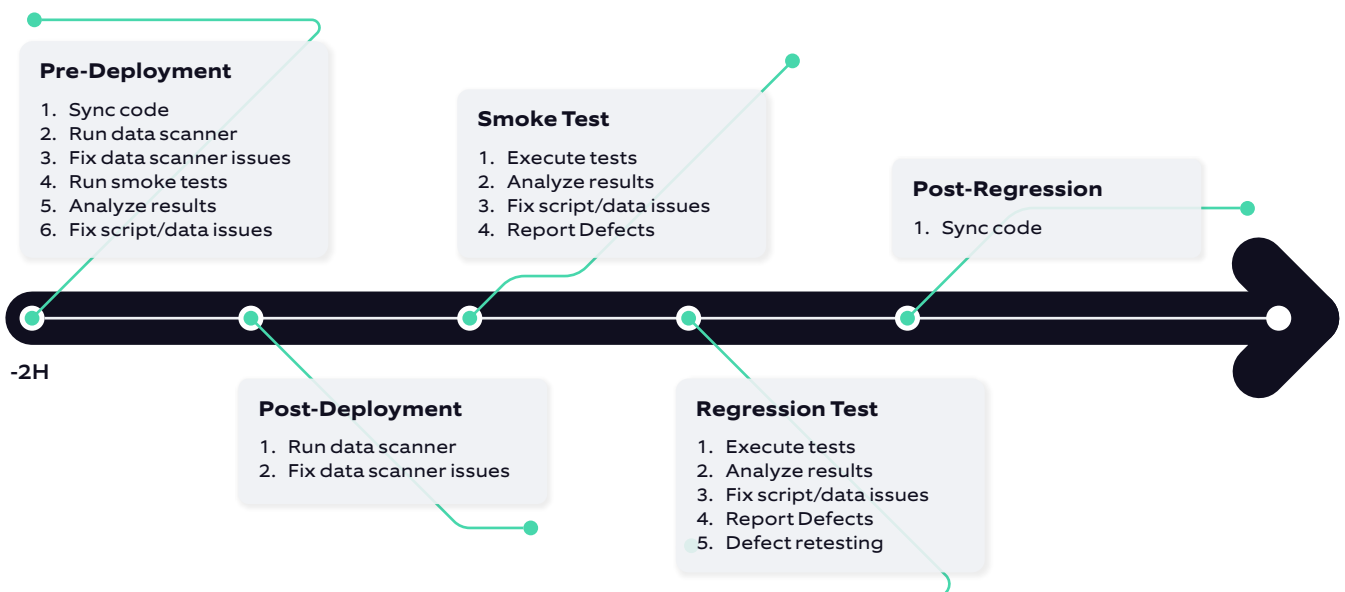 Pre-Deployment
1. Sync code
2. Run data scanner
3. Fix data scanner issues
4. Run smoke tests
5. Analyze results
6. Fix script/data issues
Smoke Test
1. Execute tests
2. Analyze results
3. Fix script/data issues
4. Report Defects
Post-Regression
1. Sync code
-2H
Post-Deployment
1. Run data scanner
2. Fix data scanner issues
Regression Test
1. Execute tests
2. Analyze results
3. Fix script/data issues
4. Report Defects
5. Defect retesting